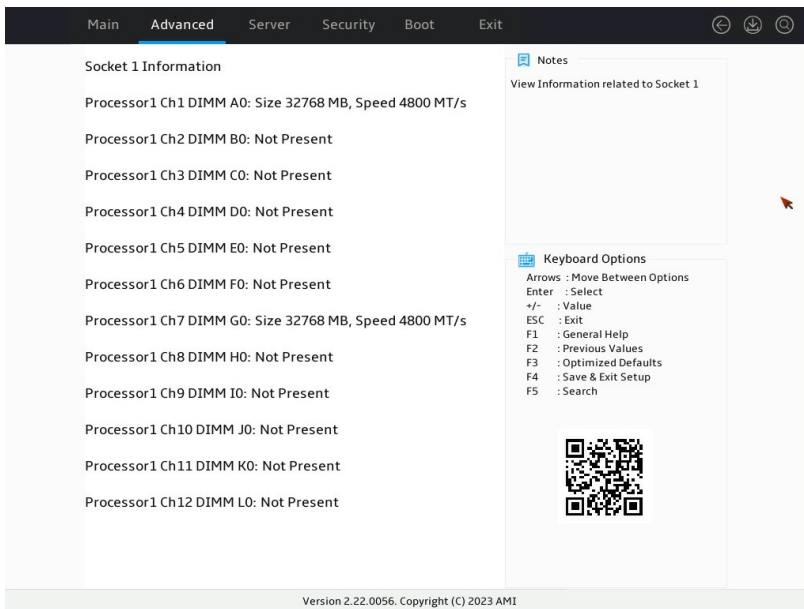 Main Advanced Server Security Boot Exit
Socket 1 Information
Processor1 Ch1 DIMM A0: Size 32768 MB, Speed 4800 MT/s
Processor1 Ch2 DIMM B0: Not Present
Processor1 Ch3 DIMM C0: Not Present
Processor1 Ch4 DIMM D0: Not Present
Processor1 Ch5 DIMM E0: Not Present
Processor1 Ch6 DIMM F0: Not Present
Processor1 Ch7 DIMM G0: Size 32768 MB, Speed 4800 MT/s
Processor1 Ch8 DIMM H0: Not Present
Processor1 Ch9 DIMM I0: Not Present
Processor1 Ch10 DIMM J0: Not Present
Processor1 Ch11 DIMM K0: Not Present
Processor1 Ch12 DIMM L0: Not Present
Notes
View Information related to Socket 1
Keyboard Options
Arrows : Move Between Options
Enter : Select
+/- : Value
ESC : Exit
F1 : General Help
F2 : Previous Values
F3 : Optimized Defaults
F4 : Save & Exit Setup
F5 : Search
Version 2.22.0056. Copyright (C) 2023 AMI